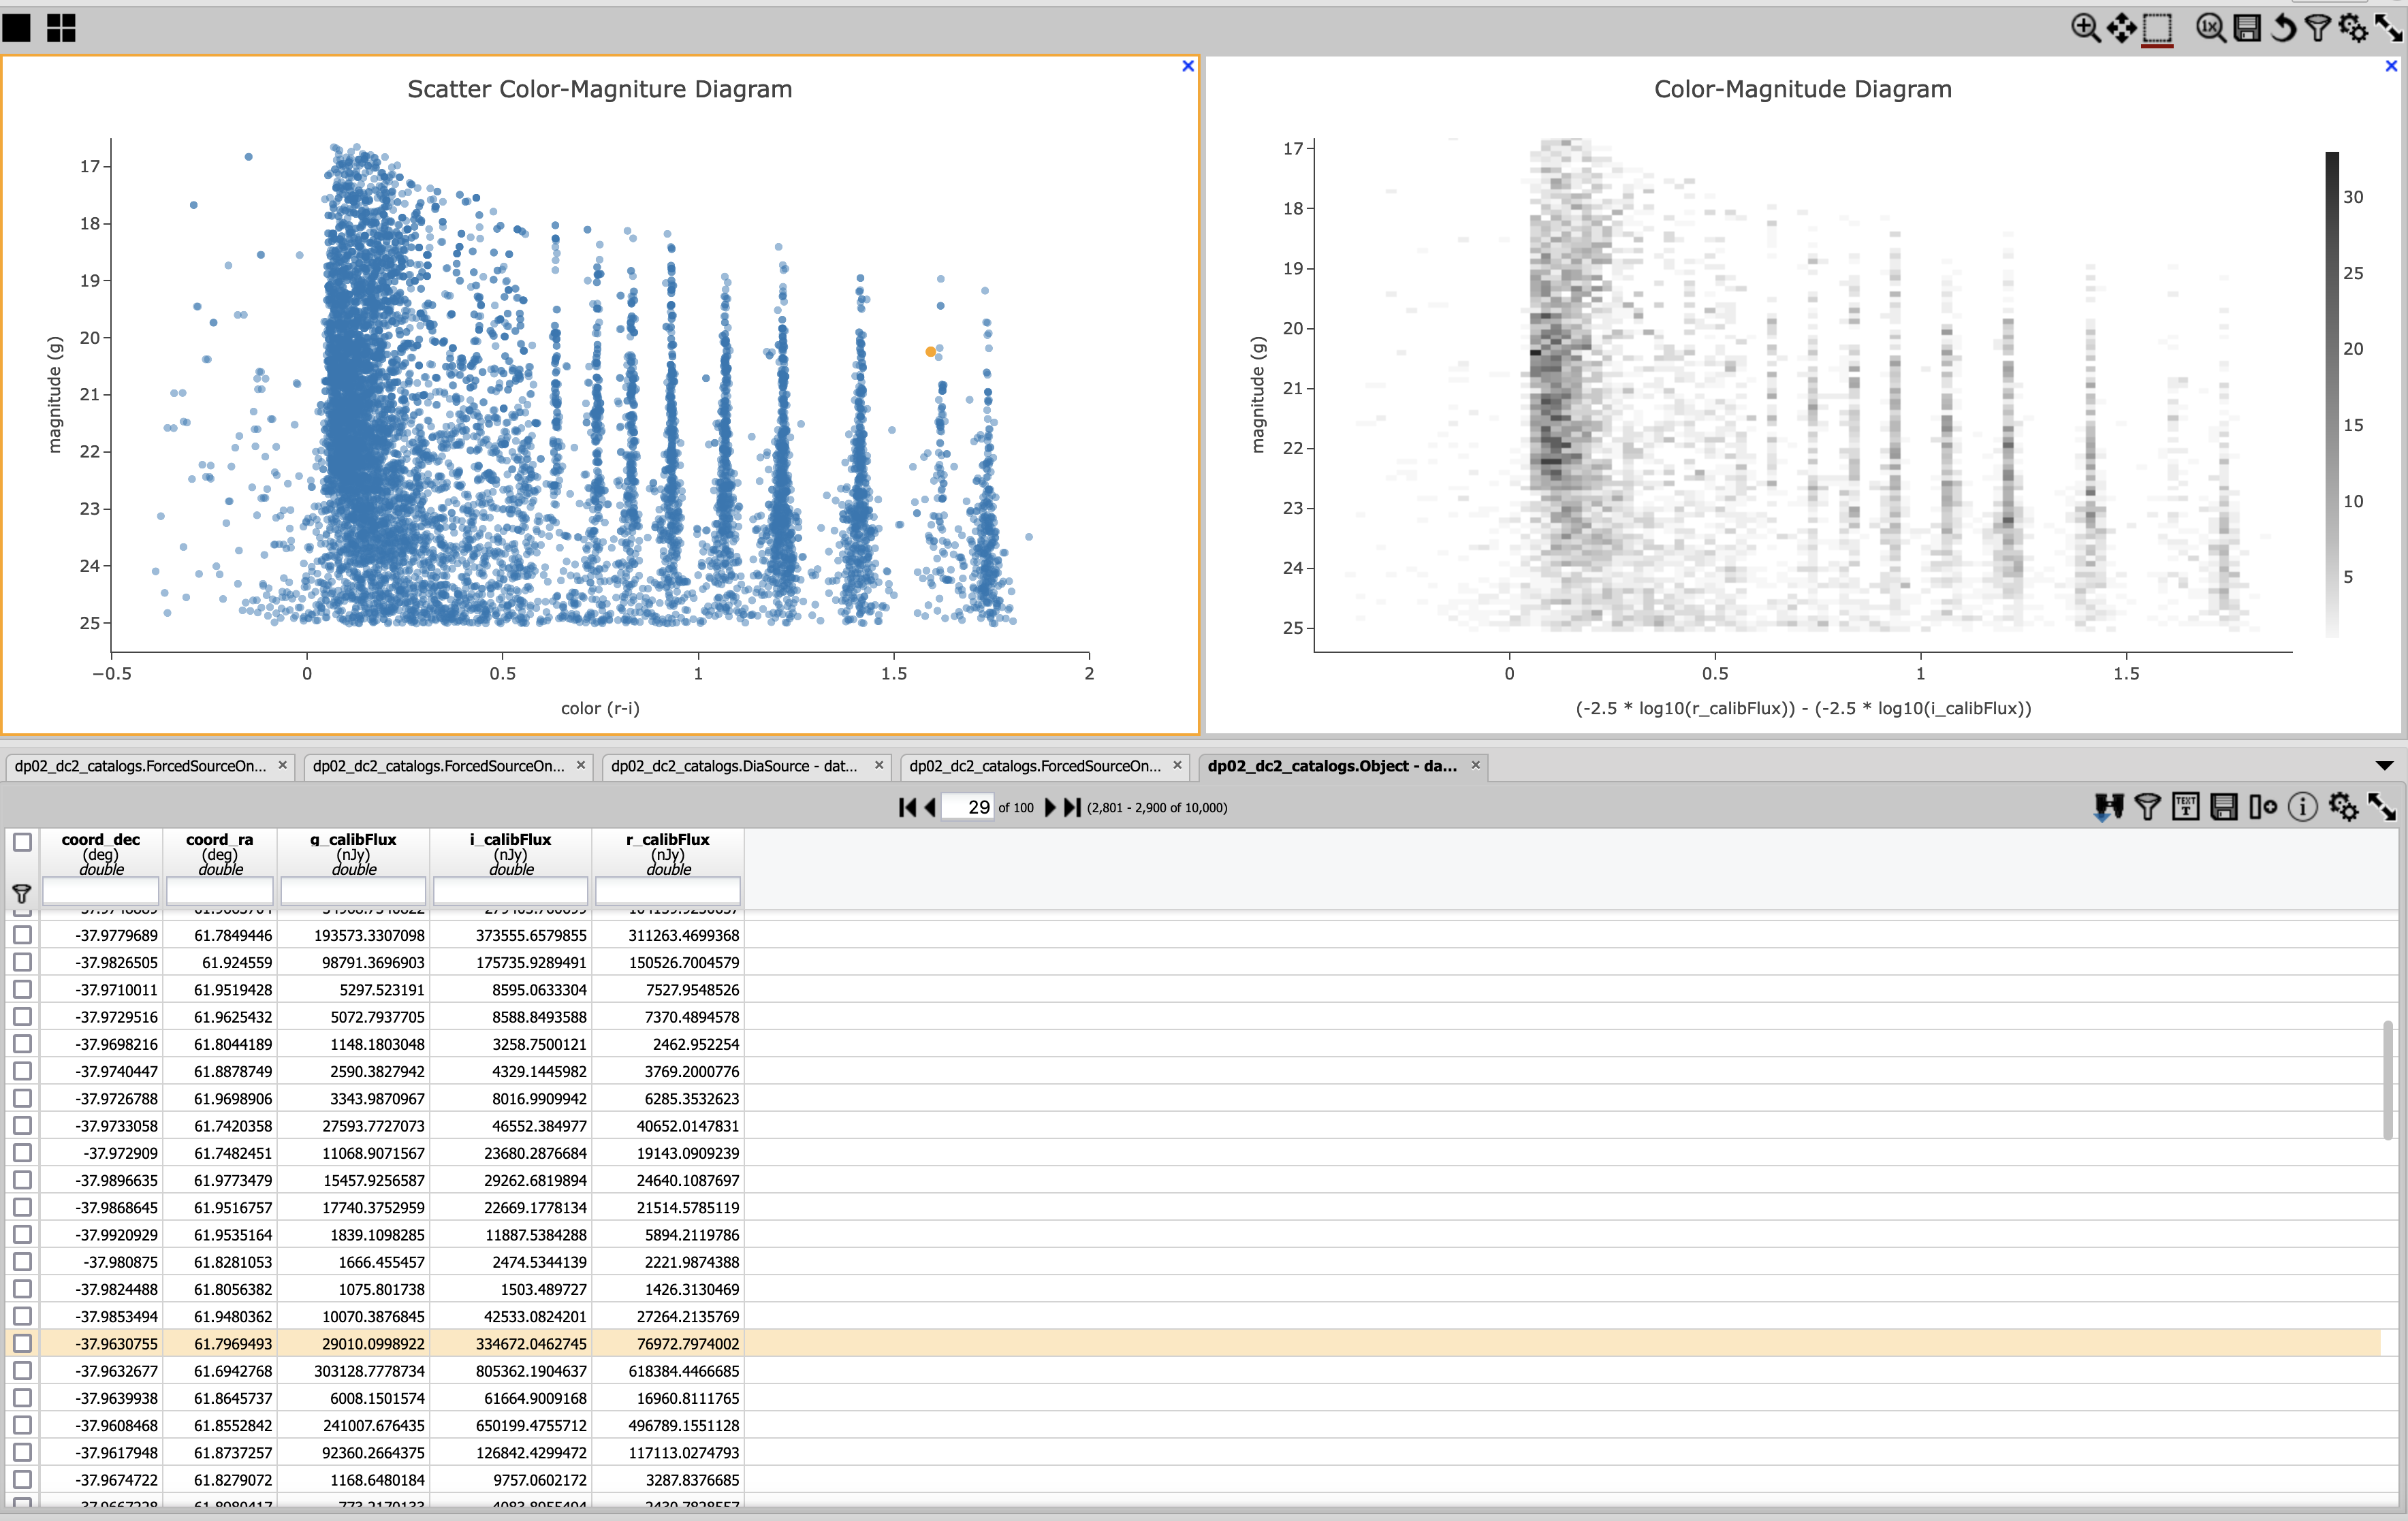 Scatter Color-Magniture Diagram
17
18
19
20
21
22
23
24
25
magnitude (g)
−0.5 0 0.5 1 1.5 2
color (r-i)
Color-Magnitude Diagram
17
18
19
20
21
22
23
24
25
magnitude (g)
0 0.5 1 1.5
(-2.5 * log10(r_calibFlux)) - (-2.5 * log10(i_calibFlux))
30
25
20
15
10
5
dp02_dc2_catalogs.ForcedSourceOn... dp02_dc2_catalogs.ForcedSourceOn... dp02_dc2_catalogs.DiaSource - dat... dp02_dc2_catalogs.ForcedSourceOn... dp02_dc2_catalogs.Object - da...
29 of 100 (2,801 - 2,900 of 10,000)
coord_dec coord_ra g_calibFlux i_calibFlux r_calibFlux
(deg) (deg) (nJy) (nJy) (nJy)
double double double double double
-37.9779689 61.7849446 193573.3307098 373555.6579855 311263.4699368
-37.9826505 61.924559 98791.3696903 175735.9289491 150526.7004579
-37.9710011 61.9519428 5297.523191 8595.0633304 7527.9548526
-37.9729516 61.9625432 5072.7937705 8588.8493588 7370.4894578
-37.9698216 61.8044189 1148.1803048 3258.7500121 2462.952254
-37.9740447 61.8878749 2590.3827942 4329.1445982 3769.2000776
-37.9726788 61.9698906 3343.9870967 8016.9909942 6285.3532623
-37.9733058 61.7420358 27593.7727073 46552.384977 40652.0147831
-37.972909 61.7482451 11068.9071567 23680.2876684 19143.0909239
-37.9896635 61.9773479 15457.9256587 29262.6819894 24640.1087697
-37.9868645 61.9516757 17740.3752959 22669.1778134 21514.5785119
-37.9920929 61.9535164 1839.1098285 11887.5384288 5894.2119786
-37.980875 61.8281053 1666.455457 2474.5344139 2221.9874388
-37.9824488 61.8056382 1075.801738 1503.489727 1426.3130469
-37.9853494 61.9480362 10070.3876845 42533.0824201 27264.2135769
-37.9630755 61.7969493 29010.0998922 334672.0462745 76972.7974002
-37.9632677 61.6942768 303128.7778734 805362.1904637 618384.4466685
-37.9639938 61.8645737 6008.1501574 61664.9009168 16960.8111765
-37.9608468 61.8552842 241007.676435 650199.4755712 496789.1551128
-37.9617948 61.8737257 92360.2664375 126842.4299472 117113.0274793
-37.9674722 61.8279072 1168.6480184 9757.0602172 3287.8376685